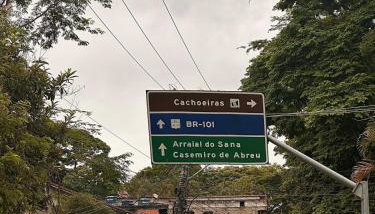 Cachoeiras
BR-101
Arraial do Sana
Casemiro de Abreu